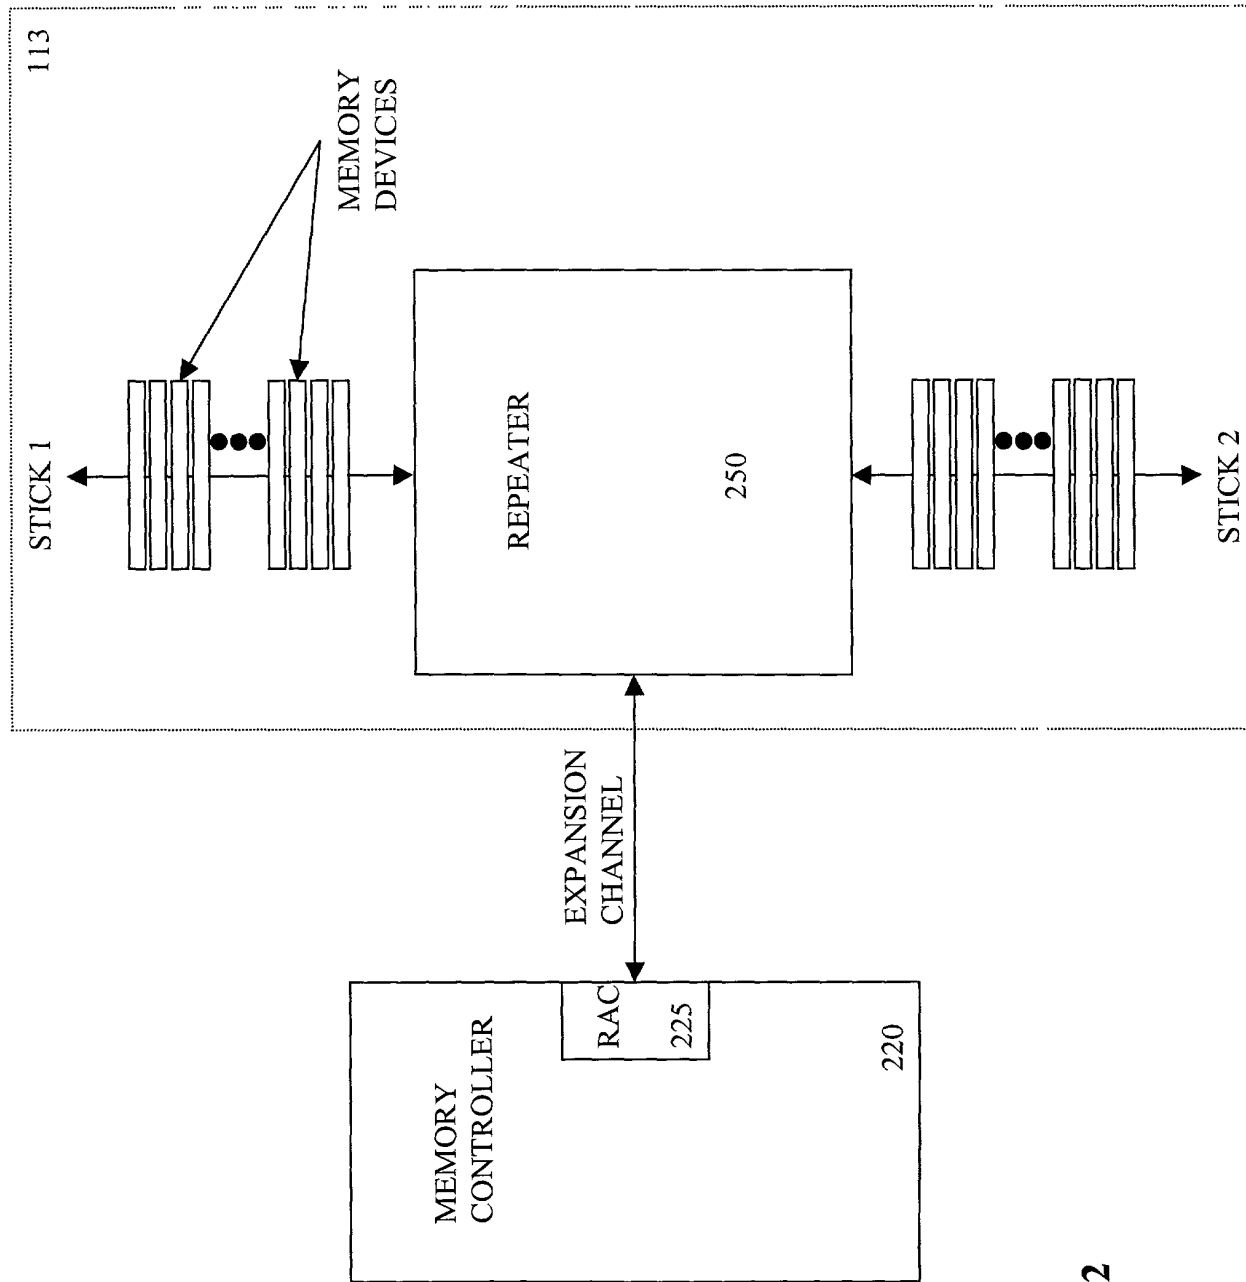 113
STICK 1
MEMORY
DEVICES
REPEATER
250
STICK 2
EXPANSION
CHANNEL
MEMORY
CONTROLLER
RAC
225
220
2